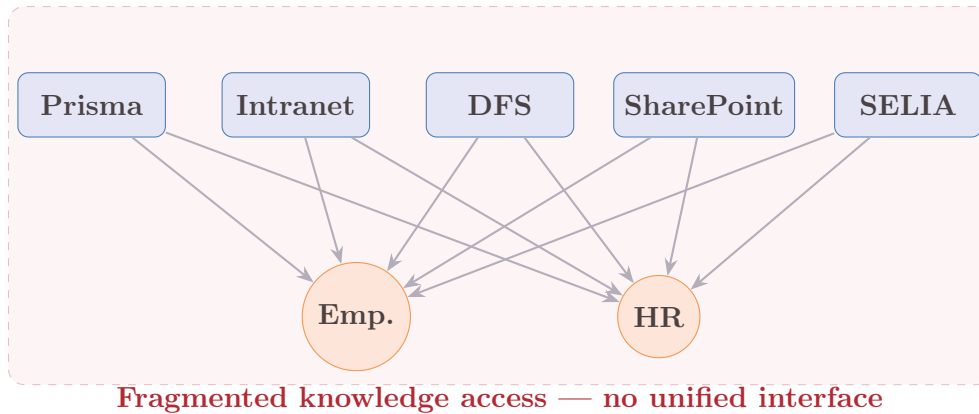 Prisma
Intranet
DFS
SharePoint
SELIA
Emp.
HR
Fragmented knowledge access — no unified interface